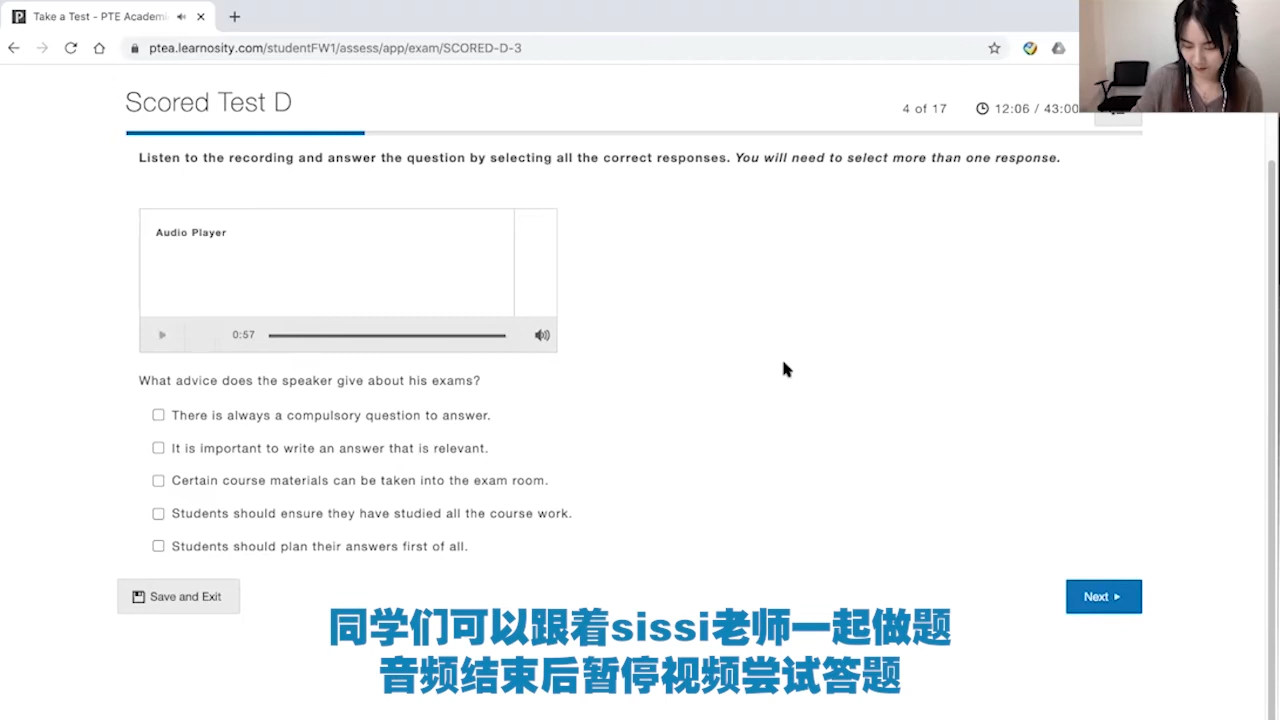 Take a Test - PTE Academi
ptea.learnosity.com/studentFW1/assess/app/exam/SCORED-D-3
Scored Test D
4 of 17
12:06 / 43:00
Listen to the recording and answer the question by selecting all the correct responses. You will need to select more than one response.
Audio Player
0:57
What advice does the speaker give about his exams?
There is always a compulsory question to answer.
It is important to write an answer that is relevant.
Certain course materials can be taken into the exam room.
Students should ensure they have studied all the course work.
Students should plan their answers first of all.
Save and Exit
Next
同学们可以跟着sissi老师一起做题
音频结束后暂停视频尝试答题